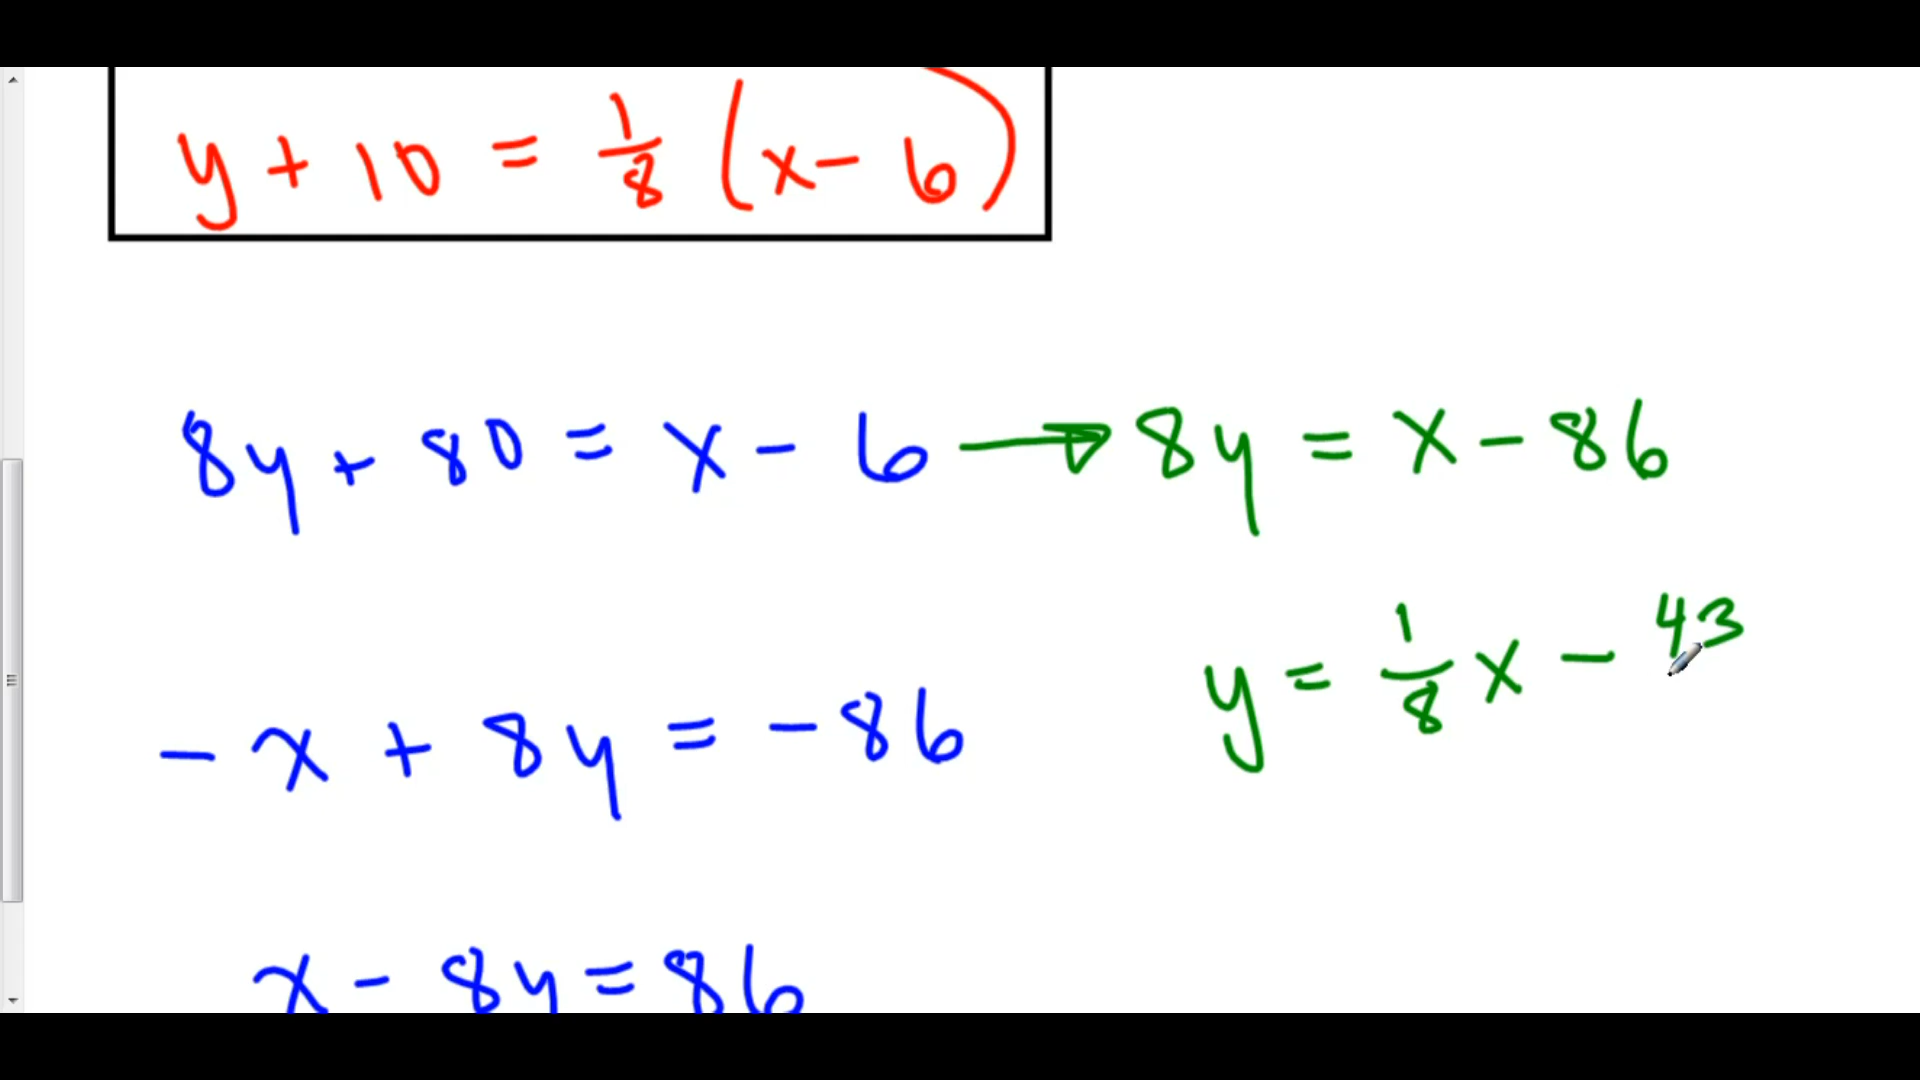 y + 10 = 1/8 (x - 6)
8y + 80 = x - 6 → 8y = x - 86
y = 1/8 x - 43
- x + 8y = - 86
x - 8y = 86